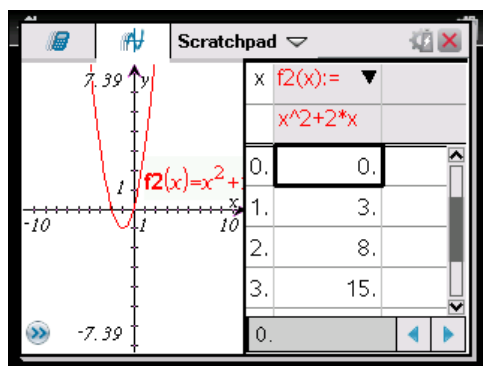 Scratchpad
7.39 y
f2(x)=x^2+
1
x
-10 1 10
-7.39
x f2(x):=
x^2+2*x
0. 0.
1. 3.
2. 8.
3. 15.
0.